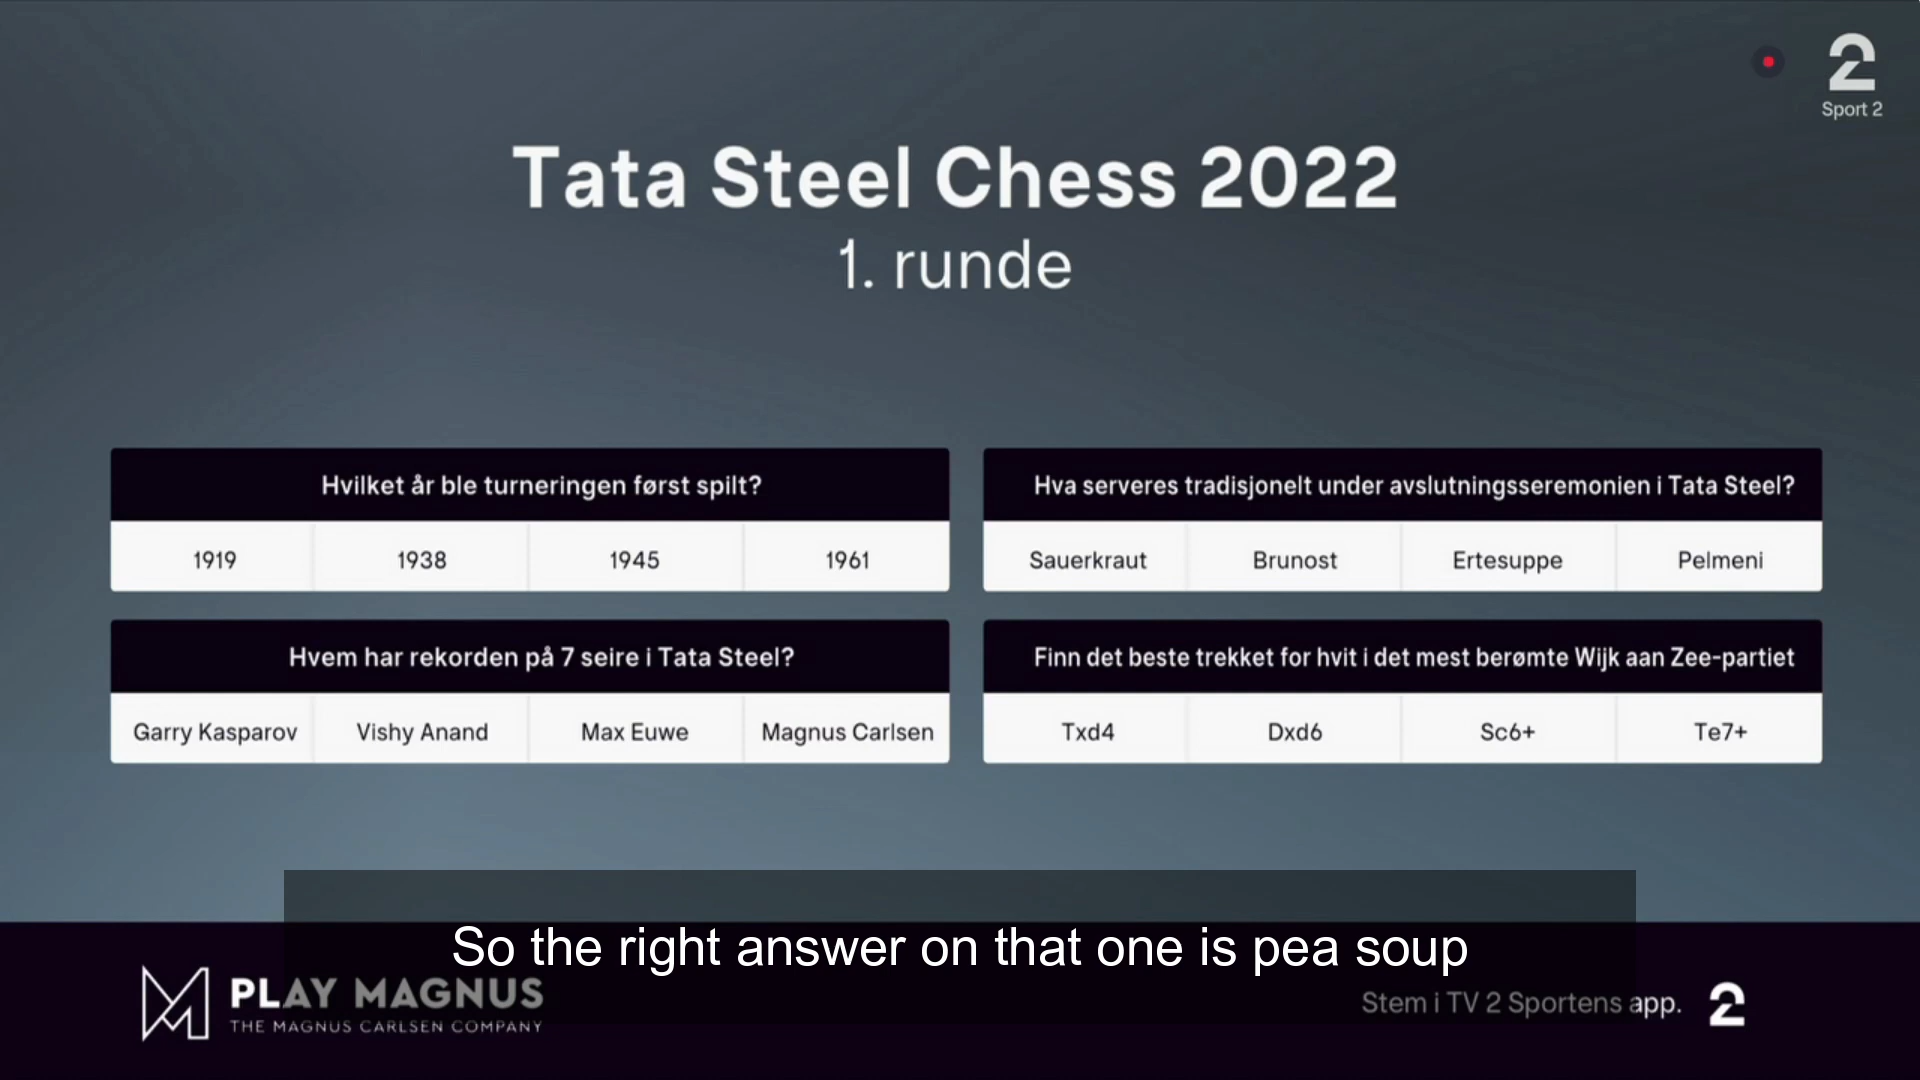 2
Sport 2
Tata Steel Chess 2022
1. runde
Hvilket år ble turneringen først spilt?
1919 1938 1945 1961
Hva serveres tradisjonelt under avslutningsseremonien i Tata Steel?
Sauerkraut Brunost Ertesuppe Pelmeni
Hvem har rekorden på 7 seire i Tata Steel?
Garry Kasparov Vishy Anand Max Euwe Magnus Carlsen
Finn det beste trekket for hvit i det mest berømte Wijk aan Zee-partiet
Txd4 Dxd6 Sc6+ Te7+
So the right answer on that one is pea soup
PLAY MAGNUS
THE MAGNUS CARLSEN COMPANY
Stem i TV 2 Sportens app. 2